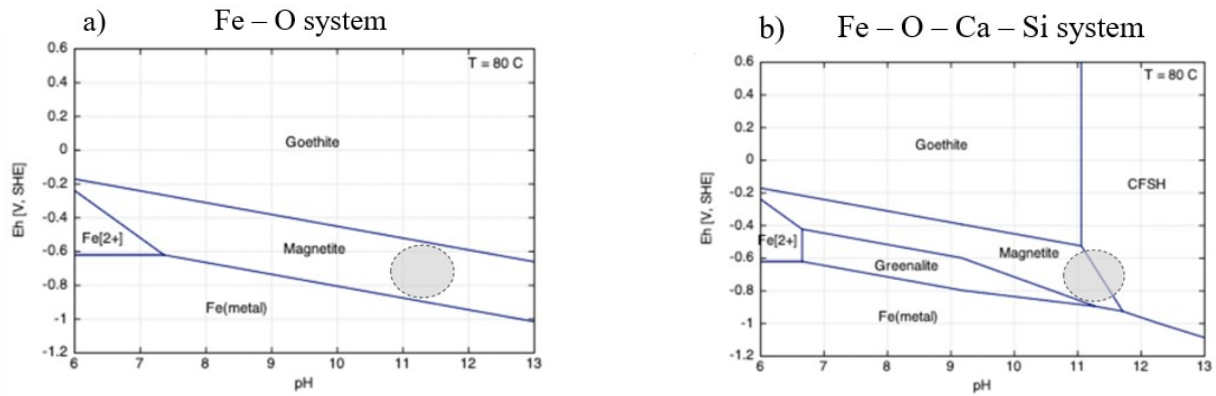 a) Fe – O system
T = 80 C
0.6
0.4
0.2
0
-0.2
-0.4
-0.6
-0.8
-1
-1.2
Eh [V, SHE]
Goethite
Magnetite
Fe[2+]
Fe(metal)
6 7 8 9 10 11 12 13
pH
b) Fe – O – Ca – Si system
T = 80 C
0.6
0.4
0.2
0
-0.2
-0.4
-0.6
-0.8
-1
-1.2
Eh [V, SHE]
Goethite
CFSH
Fe[2+]
Magnetite
Greenalite
Fe(metal)
6 7 8 9 10 11 12 13
pH